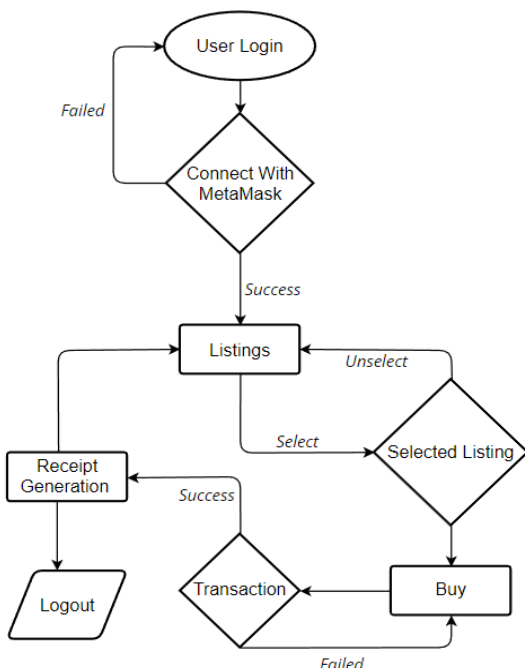 User Login
Failed
Connect With
MetaMask
Success
Listings
Unselect
Select
Selected Listing
Receipt
Generation
Success
Transaction
Buy
Logout
Failed